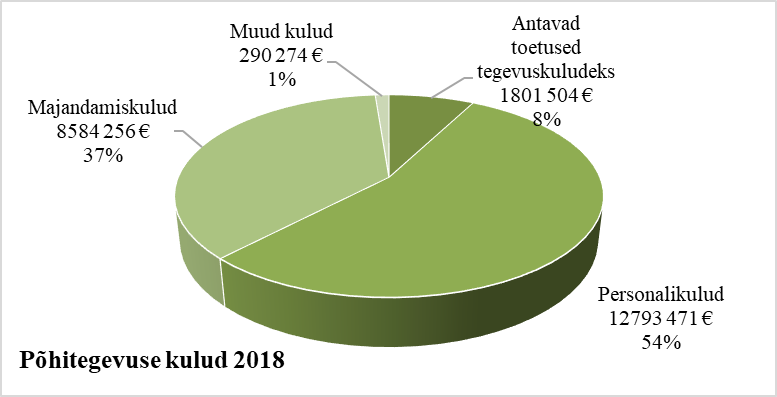 Muud kulud
290 274 €
1%
Antavad
toetused
tegevuskuludeks
1801 504 €
8%
Majandamiskulud
8584 256 €
37%
Personalikulud
12793 471 €
54%
Põhitegevuse kulud 2018